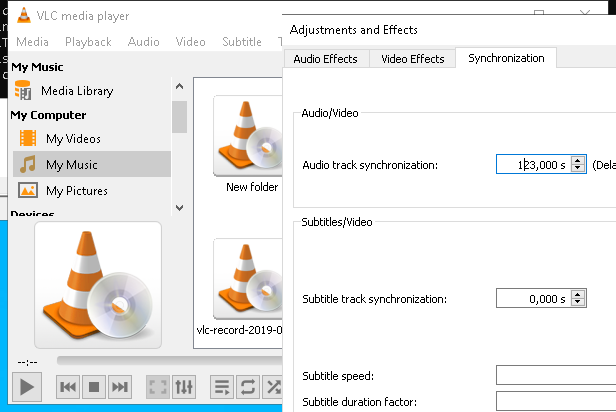 VLC media player
Media Playback Audio Video Subtitle
My Music
Media Library
My Computer
My Videos
My Music
My Pictures
Devices
New folder
vlc-record-2019-0
--:--
Adjustments and Effects
Audio Effects Video Effects Synchronization
Audio/Video
Audio track synchronization: 123,000 s (Dela
Subtitles/Video
Subtitle track synchronization: 0,000 s
Subtitle speed:
Subtitle duration factor: